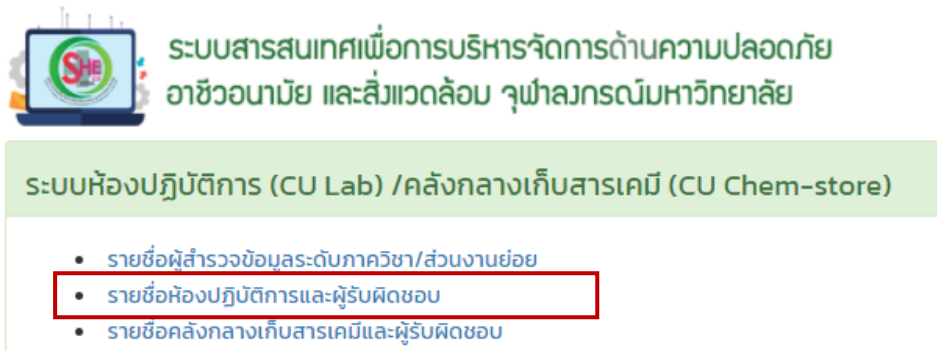 SHE
ระบบสารสนเทศเพื่อการบริหารจัดการด้านความปลอดภัย
อาชีวอนามัย และสิ่งแวดล้อม จุฬาลงกรณ์มหาวิทยาลัย
ระบบห้องปฏิบัติการ (CU Lab) /คลังกลางเก็บสารเคมี (CU Chem-store)
• รายชื่อผู้สำรวจข้อมูลระดับภาควิชา/ส่วนงานย่อย
• รายชื่อห้องปฏิบัติการและผู้รับผิดชอบ
• รายชื่อคลังกลางเก็บสารเคมีและผู้รับผิดชอบ